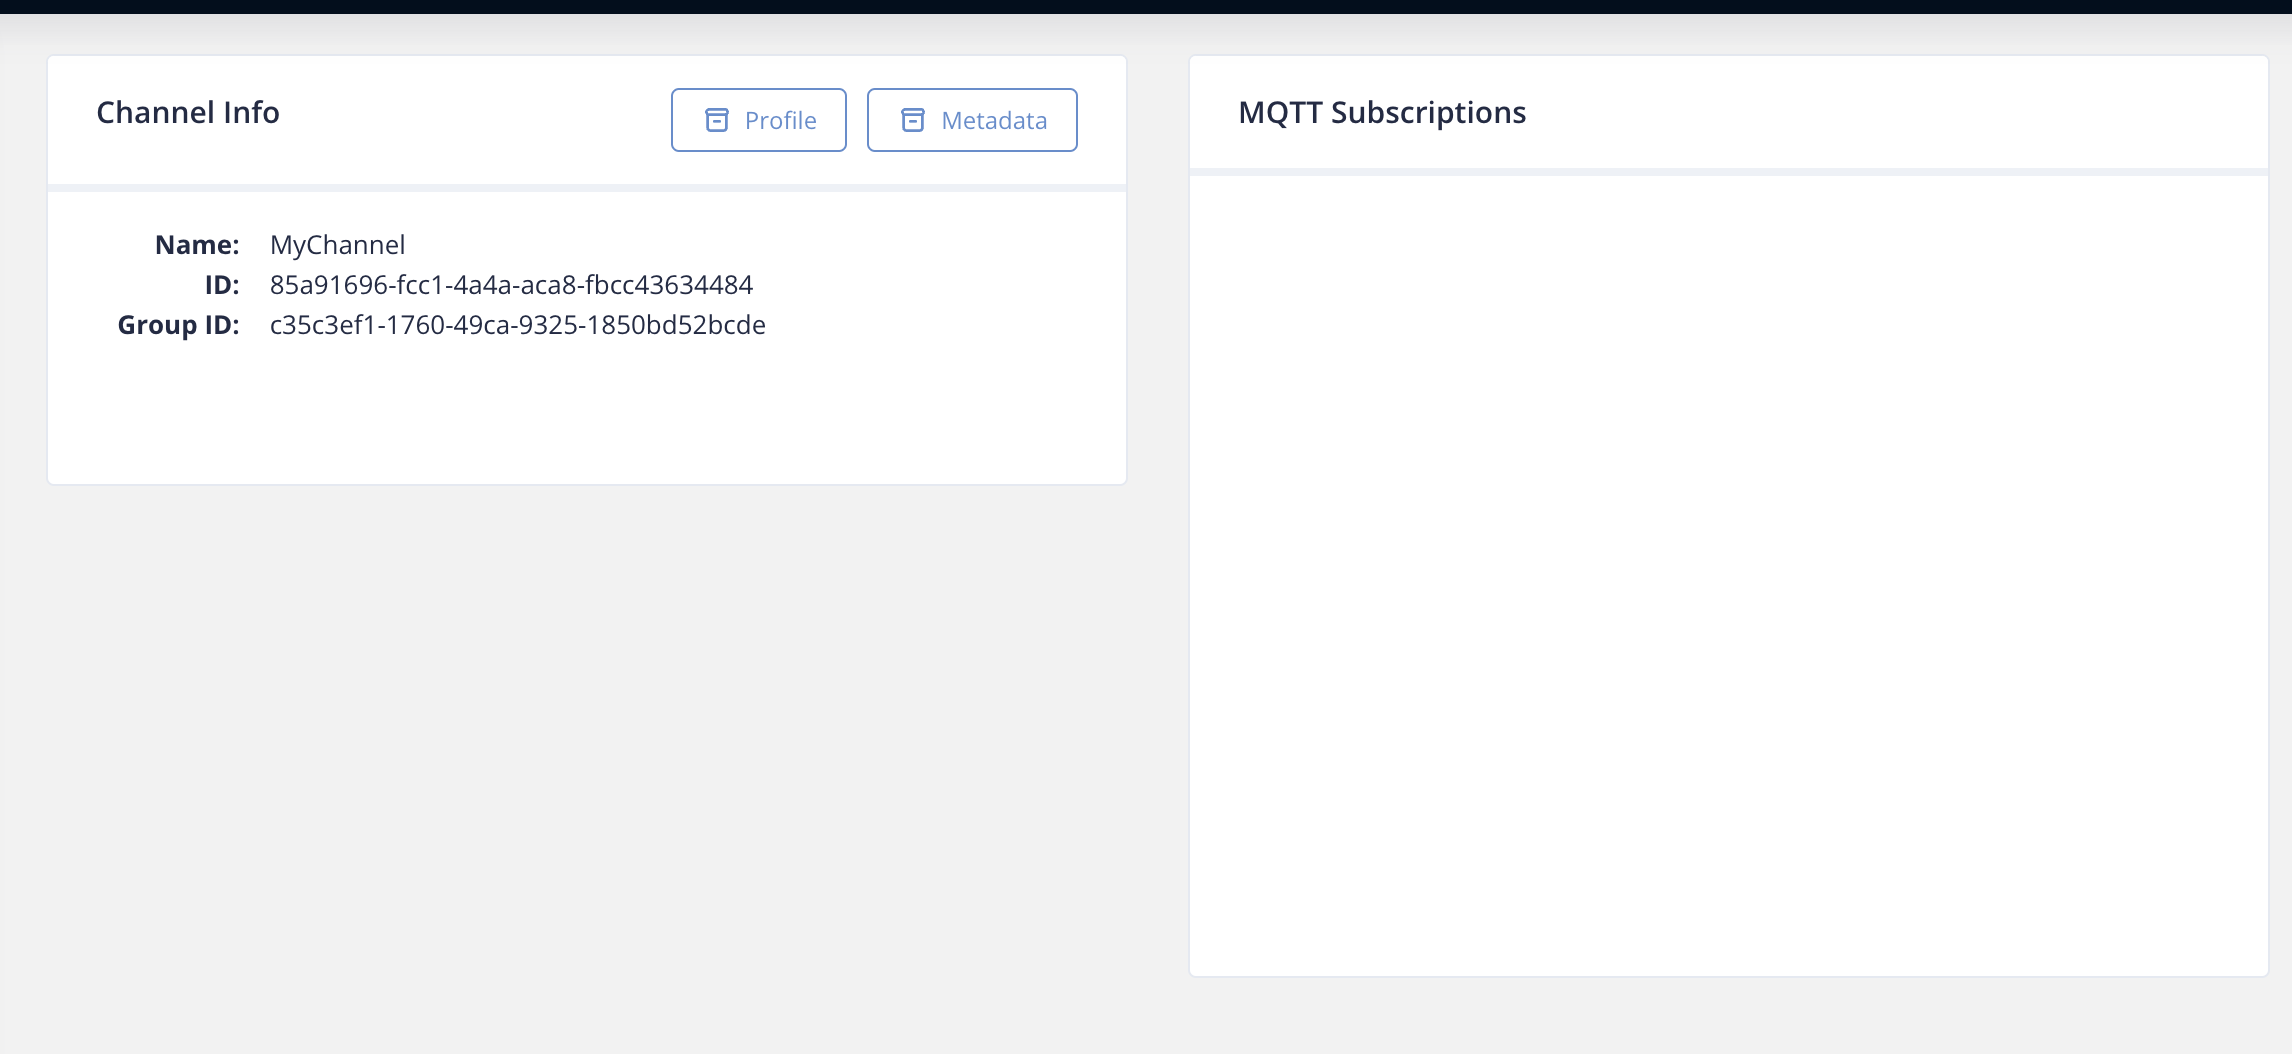 Channel Info
Profile
Metadata
Name: MyChannel
ID: 85a91696-fcc1-4a4a-aca8-fbcc43634484
Group ID: c35c3ef1-1760-49ca-9325-1850bd52bcde
MQTT Subscriptions